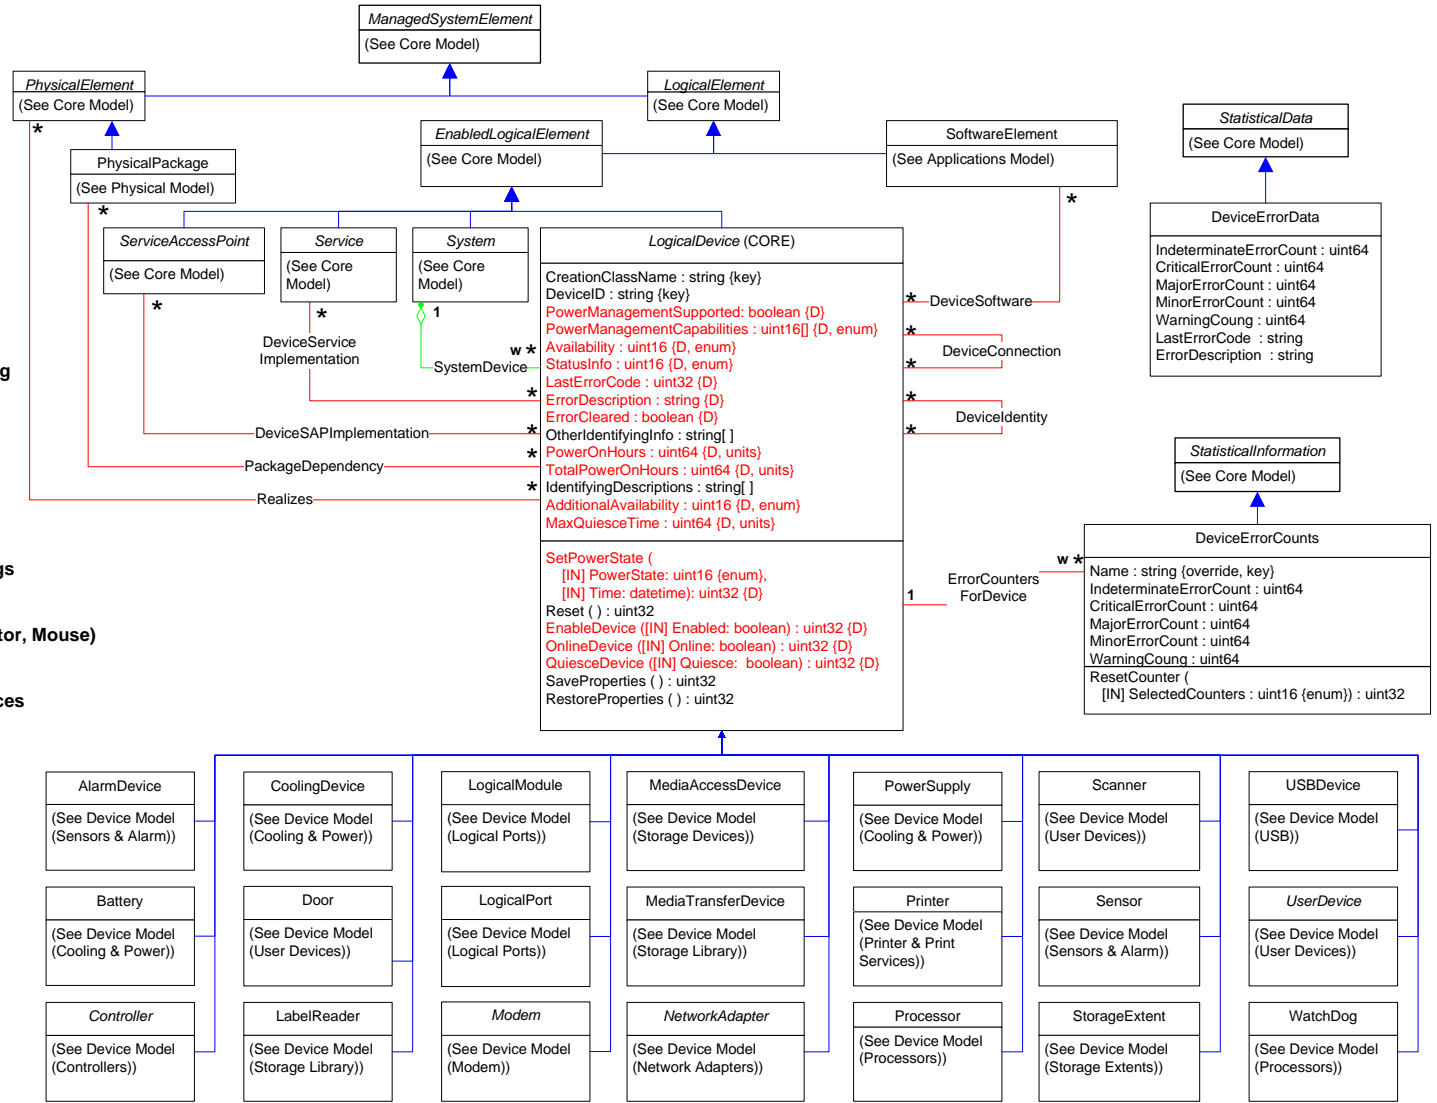 ManagedSystemElement
(See Core Model)
PhysicalElement
(See Core Model)
*
LogicalElement
(See Core Model)
PhysicalPackage
(See Physical Model)
*
EnabledLogicalElement
(See Core Model)
SoftwareElement
(See Applications Model)
*
StatisticalData
(See Core Model)
ServiceAccessPoint
(See Core Model)
*
Service
(See Core
Model)
*
System
(See Core
Model)
1
DeviceService
Implementation
w *
SystemDevice
*
DeviceSAPImplementation
*
PackageDependency
*
Realizes
*
LogicalDevice (CORE)
CreationClassName : string {key}
DeviceID : string {key}
PowerManagementSupported: boolean {D}
PowerManagementCapabilities : uint16[] {D, enum}
Availability : uint16 {D, enum}
StatusInfo : uint16 {D, enum}
LastErrorCode : uint32 {D}
ErrorDescription : string {D}
ErrorCleared : boolean {D}
OtherIdentifyingInfo : string[ ]
PowerOnHours : uint64 {D, units}
TotalPowerOnHours : uint64 {D, units}
IdentifyingDescriptions : string[ ]
AdditionalAvailability : uint16 {D, enum}
MaxQuiesceTime : uint64 {D, units}
SetPowerState (
[IN] PowerState: uint16 {enum},
[IN] Time: datetime): uint32 {D}
Reset ( ) : uint32
EnableDevice ([IN] Enabled: boolean) : uint32 {D}
OnlineDevice ([IN] Online: boolean) : uint32 {D}
QuiesceDevice ([IN] Quiesce: boolean) : uint32 {D}
SaveProperties ( ) : uint32
RestoreProperties ( ) : uint32
* DeviceSoftware
*
DeviceConnection
*
*
DeviceIdentity
*
1
ErrorCounters
ForDevice
w *
DeviceErrorData
IndeterminateErrorCount : uint64
CriticalErrorCount : uint64
MajorErrorCount : uint64
MinorErrorCount : uint64
WarningCoung : uint64
LastErrorCode : string
ErrorDescription : string
StatisticalInformation
(See Core Model)
DeviceErrorCounts
Name : string {override, key}
IndeterminateErrorCount : uint64
CriticalErrorCount : uint64
MajorErrorCount : uint64
MinorErrorCount : uint64
WarningCoung : uint64
ResetCounter (
[IN] SelectedCounters : uint16 {enum}) : uint32
g
gs
tor, Mouse)
ces
AlarmDevice
(See Device Model
(Sensors & Alarm))
CoolingDevice
(See Device Model
(Cooling & Power))
LogicalModule
(See Device Model
(Logical Ports))
MediaAccessDevice
(See Device Model
(Storage Devices))
PowerSupply
(See Device Model
(Cooling & Power))
Scanner
(See Device Model
(User Devices))
USBDevice
(See Device Model
(USB))
Battery
(See Device Model
(Cooling & Power))
Door
(See Device Model
(User Devices))
LogicalPort
(See Device Model
(Logical Ports))
MediaTransferDevice
(See Device Model
(Storage Library))
Printer
(See Device Model
(Printer & Print
Services))
Sensor
(See Device Model
(Sensors & Alarm))
UserDevice
(See Device Model
(User Devices))
Controller
(See Device Model
(Controllers))
LabelReader
(See Device Model
(Storage Library))
Modem
(See Device Model
(Modem))
NetworkAdapter
(See Device Model
(Network Adapters))
Processor
(See Device Model
(Processors))
StorageExtent
(See Device Model
(Storage Extents))
WatchDog
(See Device Model
(Processors))